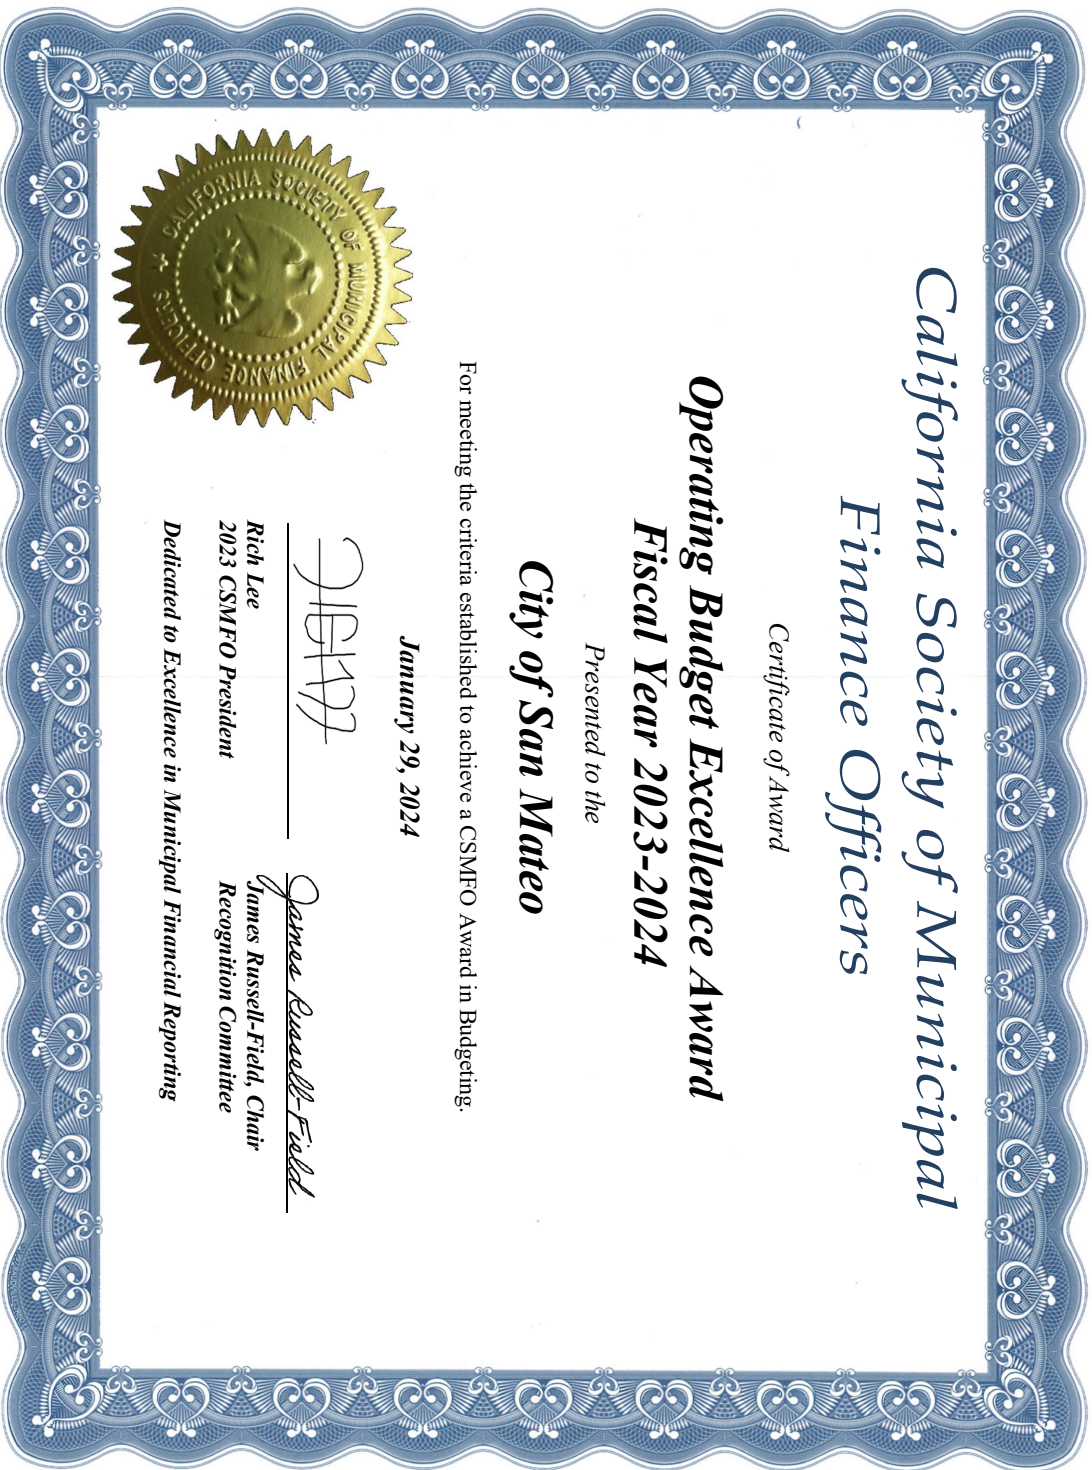 California Society of Municipal
Finance Officers
Certificate of Award
Operating Budget Excellence Award
Fiscal Year 2023-2024
Presented to the
City of San Mateo
For meeting the criteria established to achieve a CSMFO Award in Budgeting.
January 29, 2024
James Russell-Field
Rich Lee
2023 CSMFO President
James Russell-Field, Chair
Recognition Committee
Dedicated to Excellence in Municipal Financial Reporting
CALIFORNIA SOCIETY OF MUNICIPAL FINANCE OFFICERS